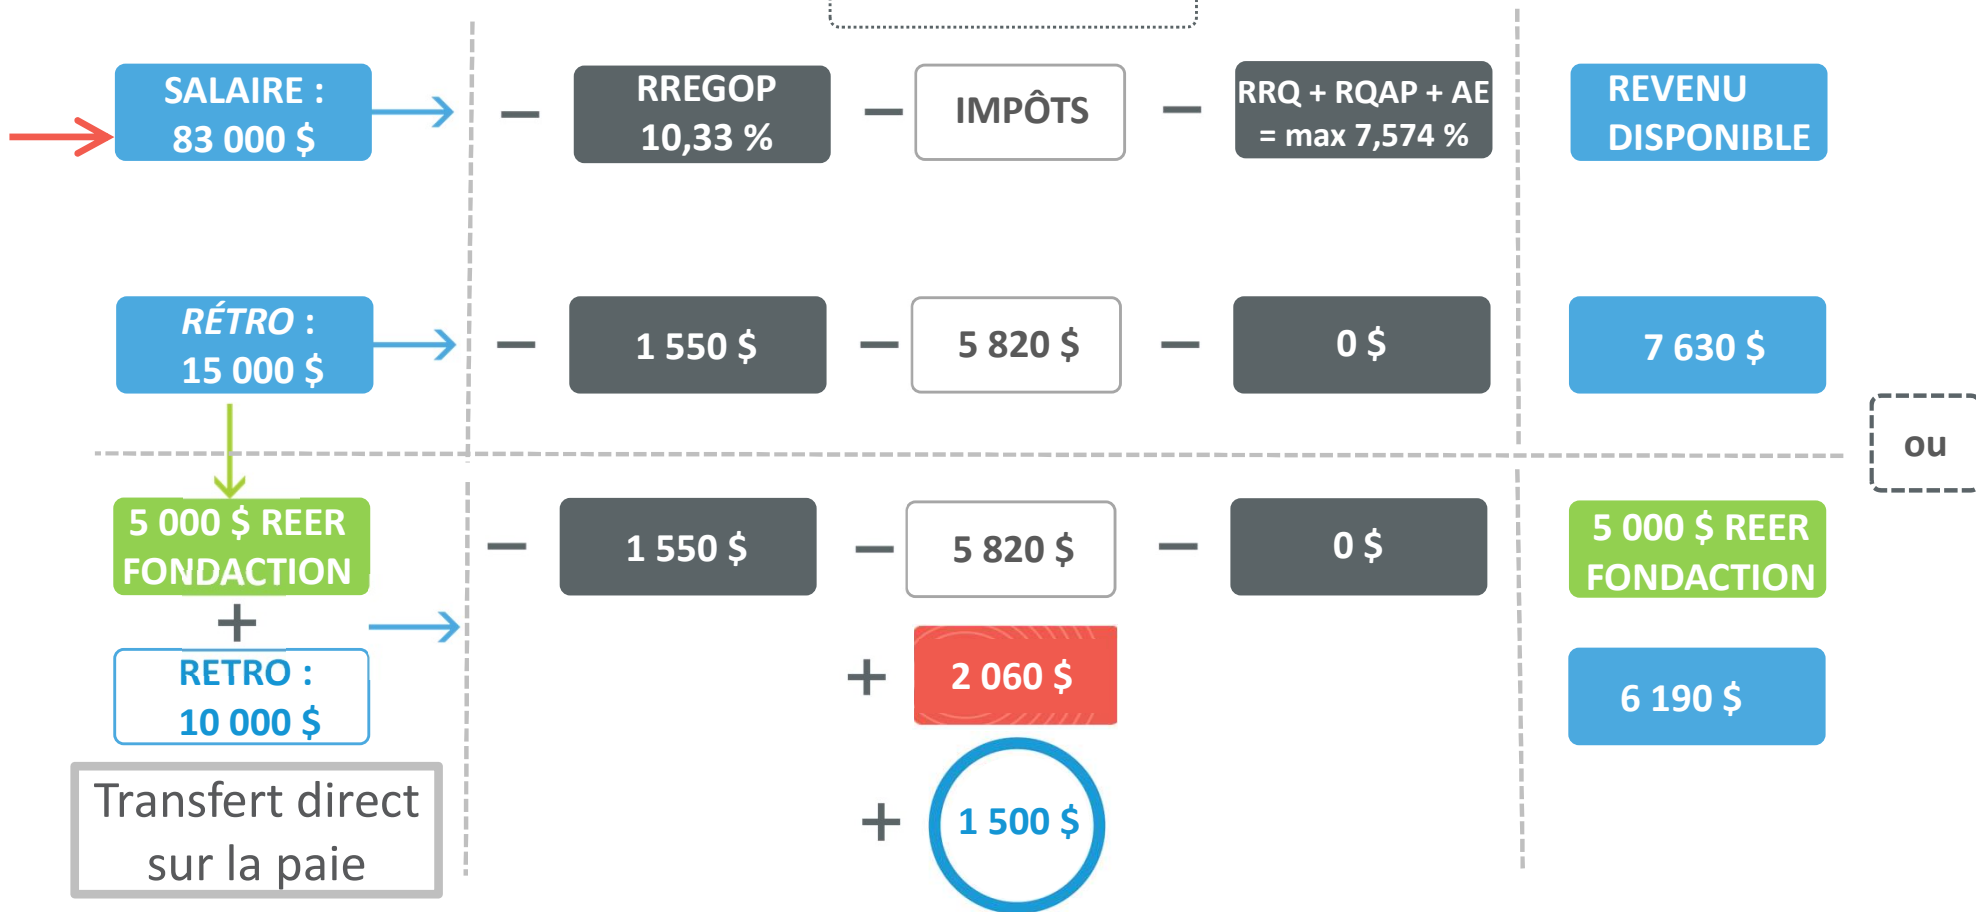 SALAIRE :
83 000 $
−
RREGOP
10,33 %
−
IMPÔTS
−
RRQ + RQAP + AE
= max 7,574 %
REVENU
DISPONIBLE
RÉTRO :
15 000 $
−
1 550 $
−
5 820 $
−
0 $
7 630 $
ou
5 000 $ REER
FONDACTION
+
RETRO :
10 000 $
−
1 550 $
−
5 820 $
−
0 $
5 000 $ REER
FONDACTION
+
2 060 $
6 190 $
+
1 500 $
Transfert direct
sur la paie